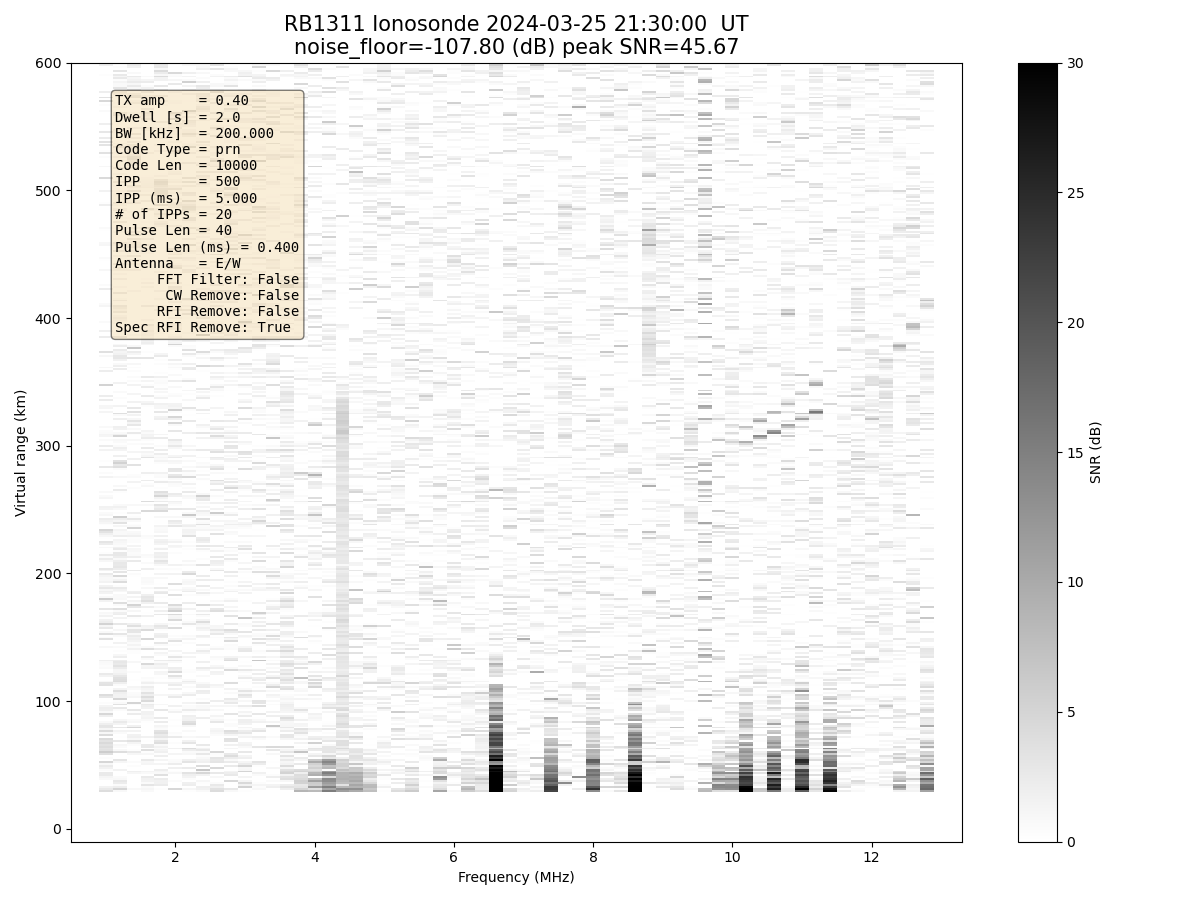 RB1311 Ionosonde 2024-03-25 21:30:00 UT
noise_floor=-107.80 (dB) peak SNR=45.67
600
500
400
300
200
100
0
Virtual range (km)
TX amp = 0.40
Dwell [s] = 2.0
BW [kHz] = 200.000
Code Type = prn
Code Len = 10000
IPP = 500
IPP (ms) = 5.000
# of IPPs = 20
Pulse Len = 40
Pulse Len (ms) = 0.400
Antenna = E/W
FFT Filter: False
CW Remove: False
RFI Remove: False
Spec RFI Remove: True
2 4 6 8 10 12
Frequency (MHz)
30
25
20
15
10
5
0
SNR (dB)